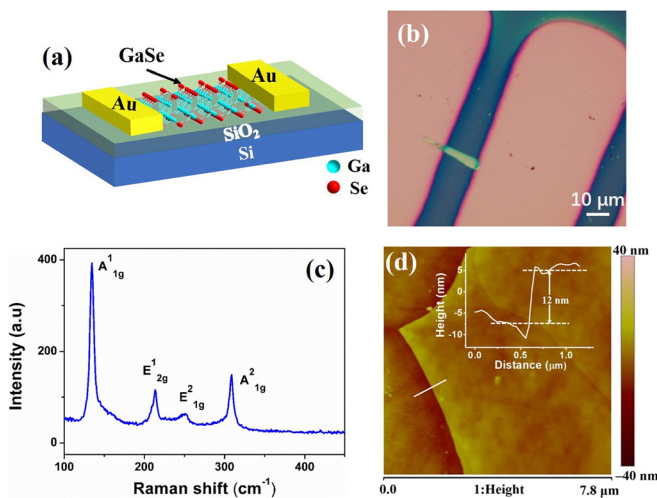 (a)
GaSe
Au
Au
SiO₂
Si
Ga
Se
(b)
10 µm
(c)
Intensity (a.u)
400
300
200
100
0
A¹₁g
E¹₂g
E²₁g
A²₁g
100
200
300
400
Raman shift (cm⁻¹)
(d)
40 nm
-40 nm
Height (nm)
5
0
-5
-10
12 nm
0.0
0.5
1.0
Distance (µm)
0.0
1:Height
7.8 µm